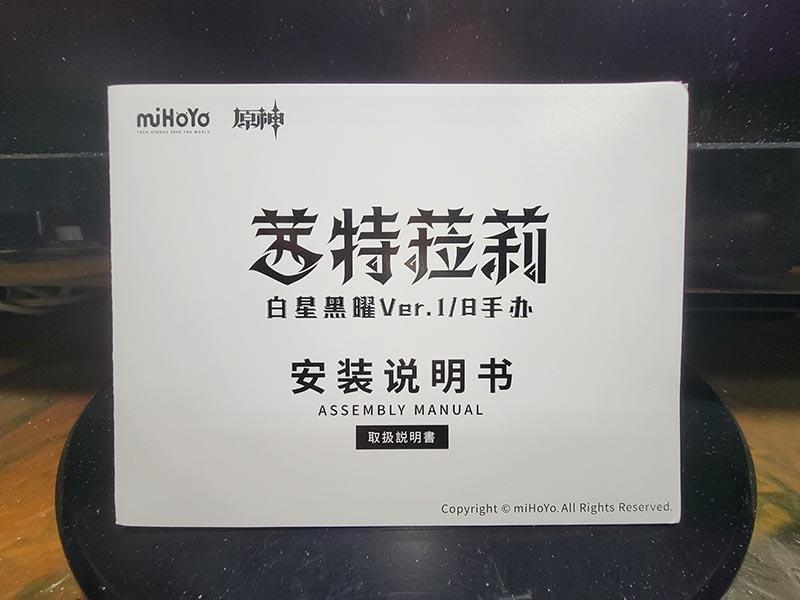 miHoYo
TECH OTAKUS SAVE THE WORLD
原神
茜特菈莉
白星黑曜Ver.1/8手办
安装说明书
ASSEMBLY MANUAL
取扱説明書
Copyright © miHoYo. All Rights Reserved.